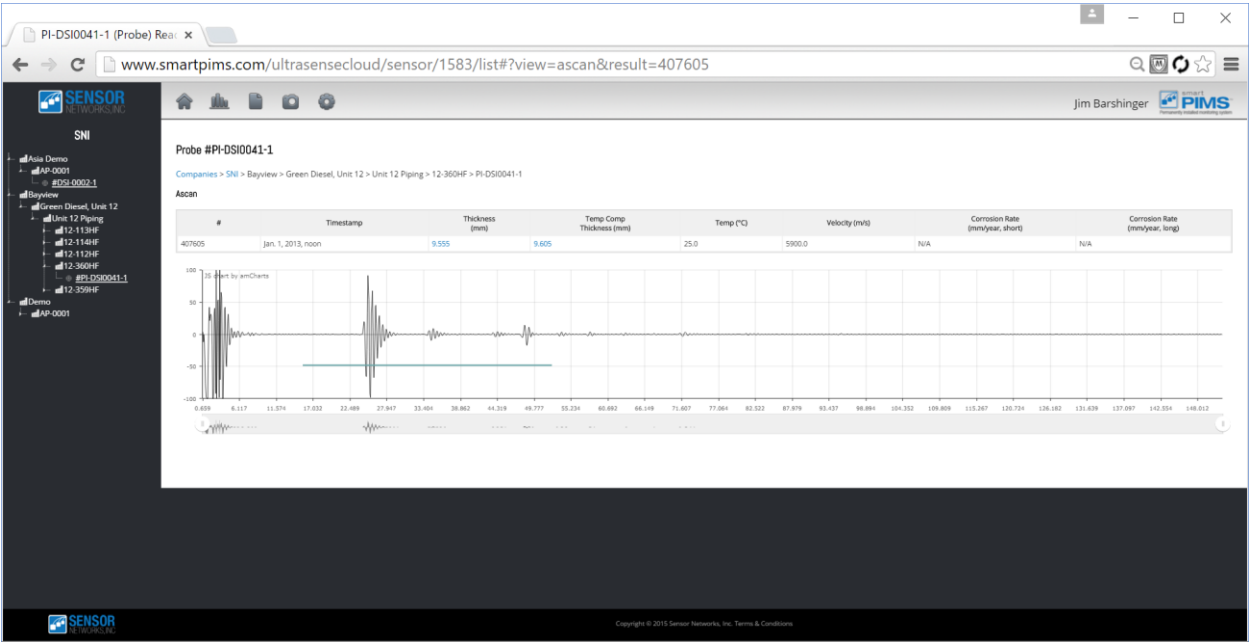 PI-DSI0041-1 (Probe) Reac
www.smartpims.com/ultrasensecloud/sensor/1583/list#?view=ascan&result=407605
SENSOR
NETWORKS,INC
Jim Barshinger
smart
PIMS
Permanently installed monitoring system
SNI
Asia Demo
AP-0001
#DSI-0002-1
Bayview
Green Diesel, Unit 12
Unit 12 Piping
12-113HF
12-114HF
12-112HF
12-360HF
#PI-DSI0041-1
12-359HF
Demo
AP-0001
Probe #PI-DSI0041-1
Companies > SNI > Bayview > Green Diesel, Unit 12 > Unit 12 Piping > 12-360HF > PI-DSI0041-1
Ascan
# Timestamp Thickness (mm) Temp Comp Thickness (mm) Temp (°C) Velocity (m/s) Corrosion Rate (mm/year, short) Corrosion Rate (mm/year, long)
407605 Jan. 1, 2013, noon 9.555 9.605 25.0 5900.0 N/A N/A
JS chart by amCharts
100
50
0
-50
-100
0.659 6.117 11.574 17.032 22.489 27.947 33.404 38.862 44.319 49.777 55.234 60.692 66.149 71.607 77.064 82.522 87.979 93.437 98.894 104.352 109.809 115.267 120.724 126.182 131.639 137.097 142.554 148.012
SENSOR
NETWORKS,INC
Copyright © 2015 Sensor Networks, Inc. Terms & Conditions